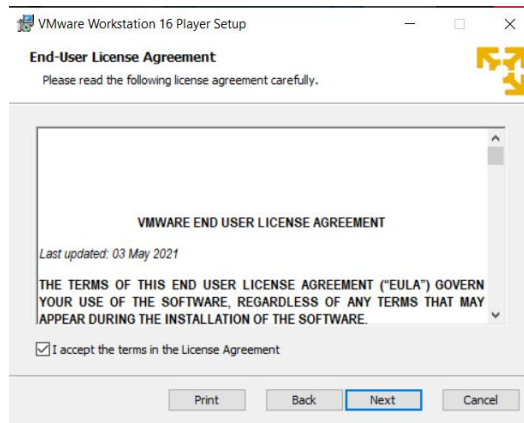 VMware Workstation 16 Player Setup
End-User License Agreement
Please read the following license agreement carefully.
VMWARE END USER LICENSE AGREEMENT
Last updated: 03 May 2021
THE TERMS OF THIS END USER LICENSE AGREEMENT (“EULA”) GOVERN
YOUR USE OF THE SOFTWARE, REGARDLESS OF ANY TERMS THAT MAY
APPEAR DURING THE INSTALLATION OF THE SOFTWARE.
I accept the terms in the License Agreement
Print Back Next Cancel